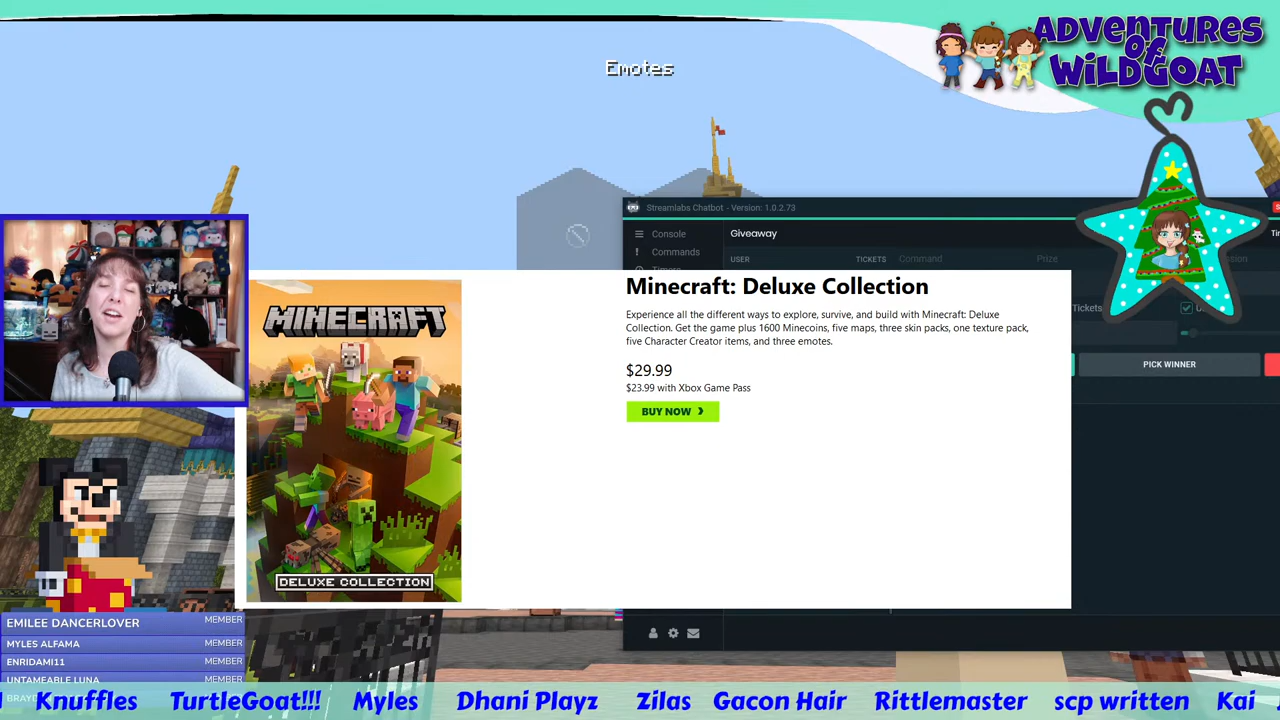 ADVENTURES
OF
WILDGOAT
Emotes
Streamlabs Chatbot - Version: 1.0.2.73
Console
Giveaway
Commands
USER
TICKETS
Command
Prize
Tickets
PICK WINNER
MINECRAFT
DELUXE COLLECTION
Minecraft: Deluxe Collection
Experience all the different ways to explore, survive, and build with Minecraft: Deluxe
Collection. Get the game plus 1600 Minecoins, five maps, three skin packs, one texture pack,
five Character Creator items, and three emotes.
$29.99
$23.99 with Xbox Game Pass
BUY NOW ❯
EMILEE DANCERLOVER MEMBER
MYLES ALFAMA MEMBER
ENRIDAMI11 MEMBER
UNTAMEABLE LUNA MEMBER
Knuffles TurtleGoat!!! Myles Dhani Playz Zilas Gacon Hair Rittlemaster scp written Kai